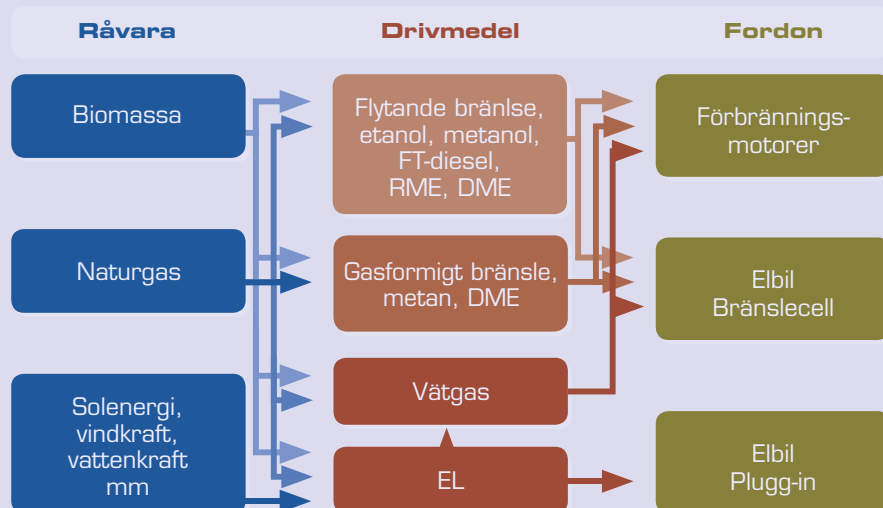 Råvara
Drivmedel
Fordon
Biomassa
Flytande bränlse,
etanol, metanol,
FT-diesel,
RME, DME
Förbrännings-
motorer
Naturgas
Gasformigt bränsle,
metan, DME
Elbil
Bränslecell
Solenergi,
vindkraft,
vattenkraft
mm
Vätgas
EL
Elbil
Plugg-in